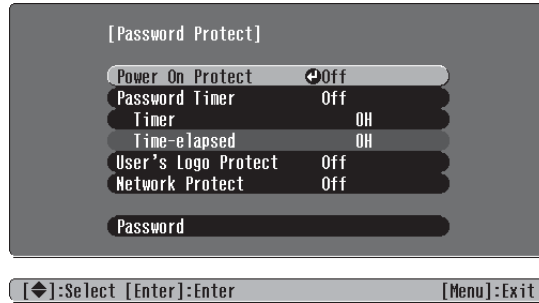 [Password Protect]
Power On Protect Off
Password Timer Off
Timer 0H
Time-elapsed 0H
User's Logo Protect Off
Network Protect Off
Password
[◆]:Select [Enter]:Enter [Menu]:Exit